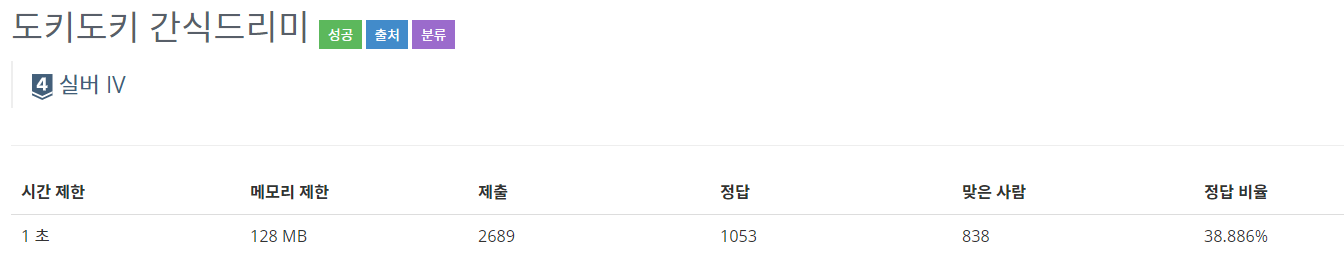 도키도키 간식드리미 성공 출처 분류
4 실버 IV
시간 제한 메모리 제한 제출 정답 맞은 사람 정답 비율
1 초 128 MB 2689 1053 838 38.886%